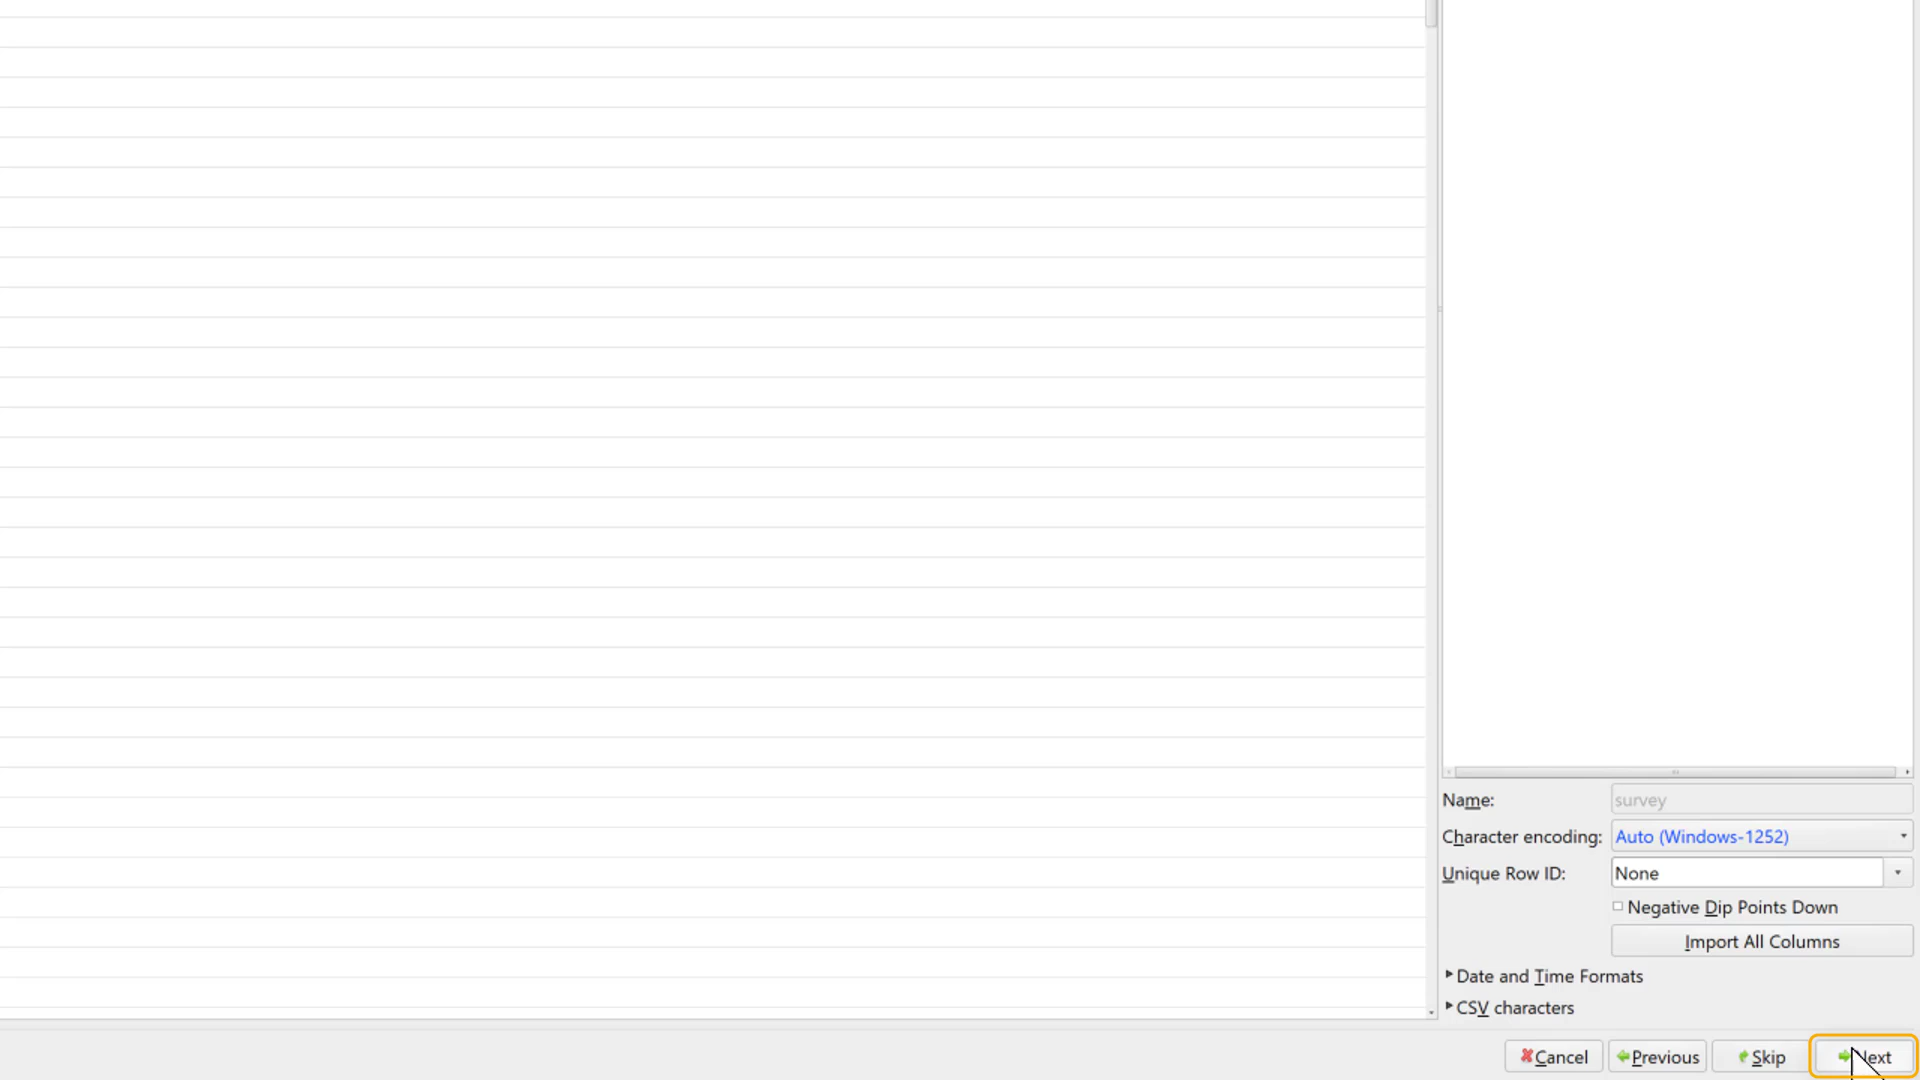 Name: survey
Character encoding: Auto (Windows-1252)
Unique Row ID: None
Negative Dip Points Down
Import All Columns
Date and Time Formats
CSV characters
Cancel Previous Skip Next